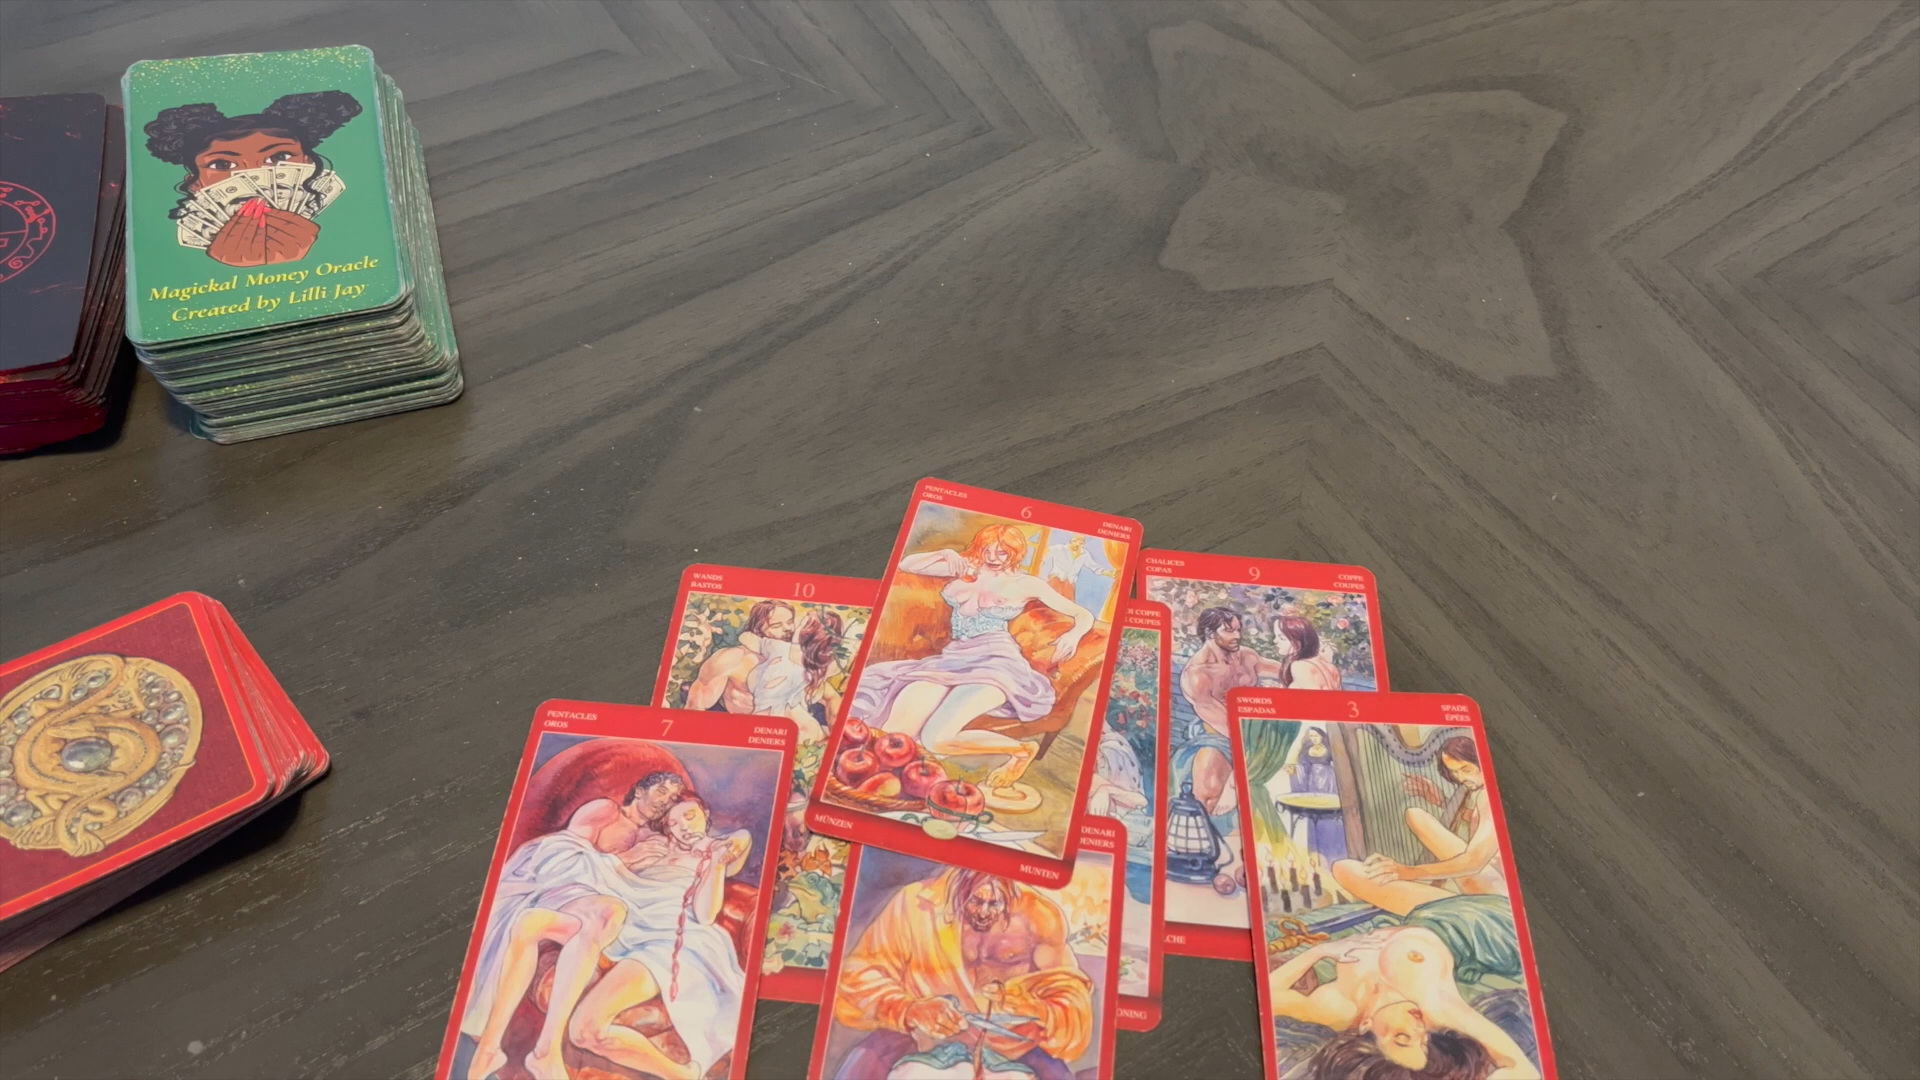 Magickal Money Oracle
Created by Lilli Jay
PENTACLES
OROS
6
DENARI
DENIERS
MÜNZEN
MUNTEN
WANDS
BASTOS
10
CHALICES
COPAS
9
COPPE
COUPES
DI COPPE
COUPES
PENTACLES
OROS
7
DENARI
DENIERS
SWORDS
ESPADAS
3
SPADE
ÉPÉES
DENARI
DENIERS